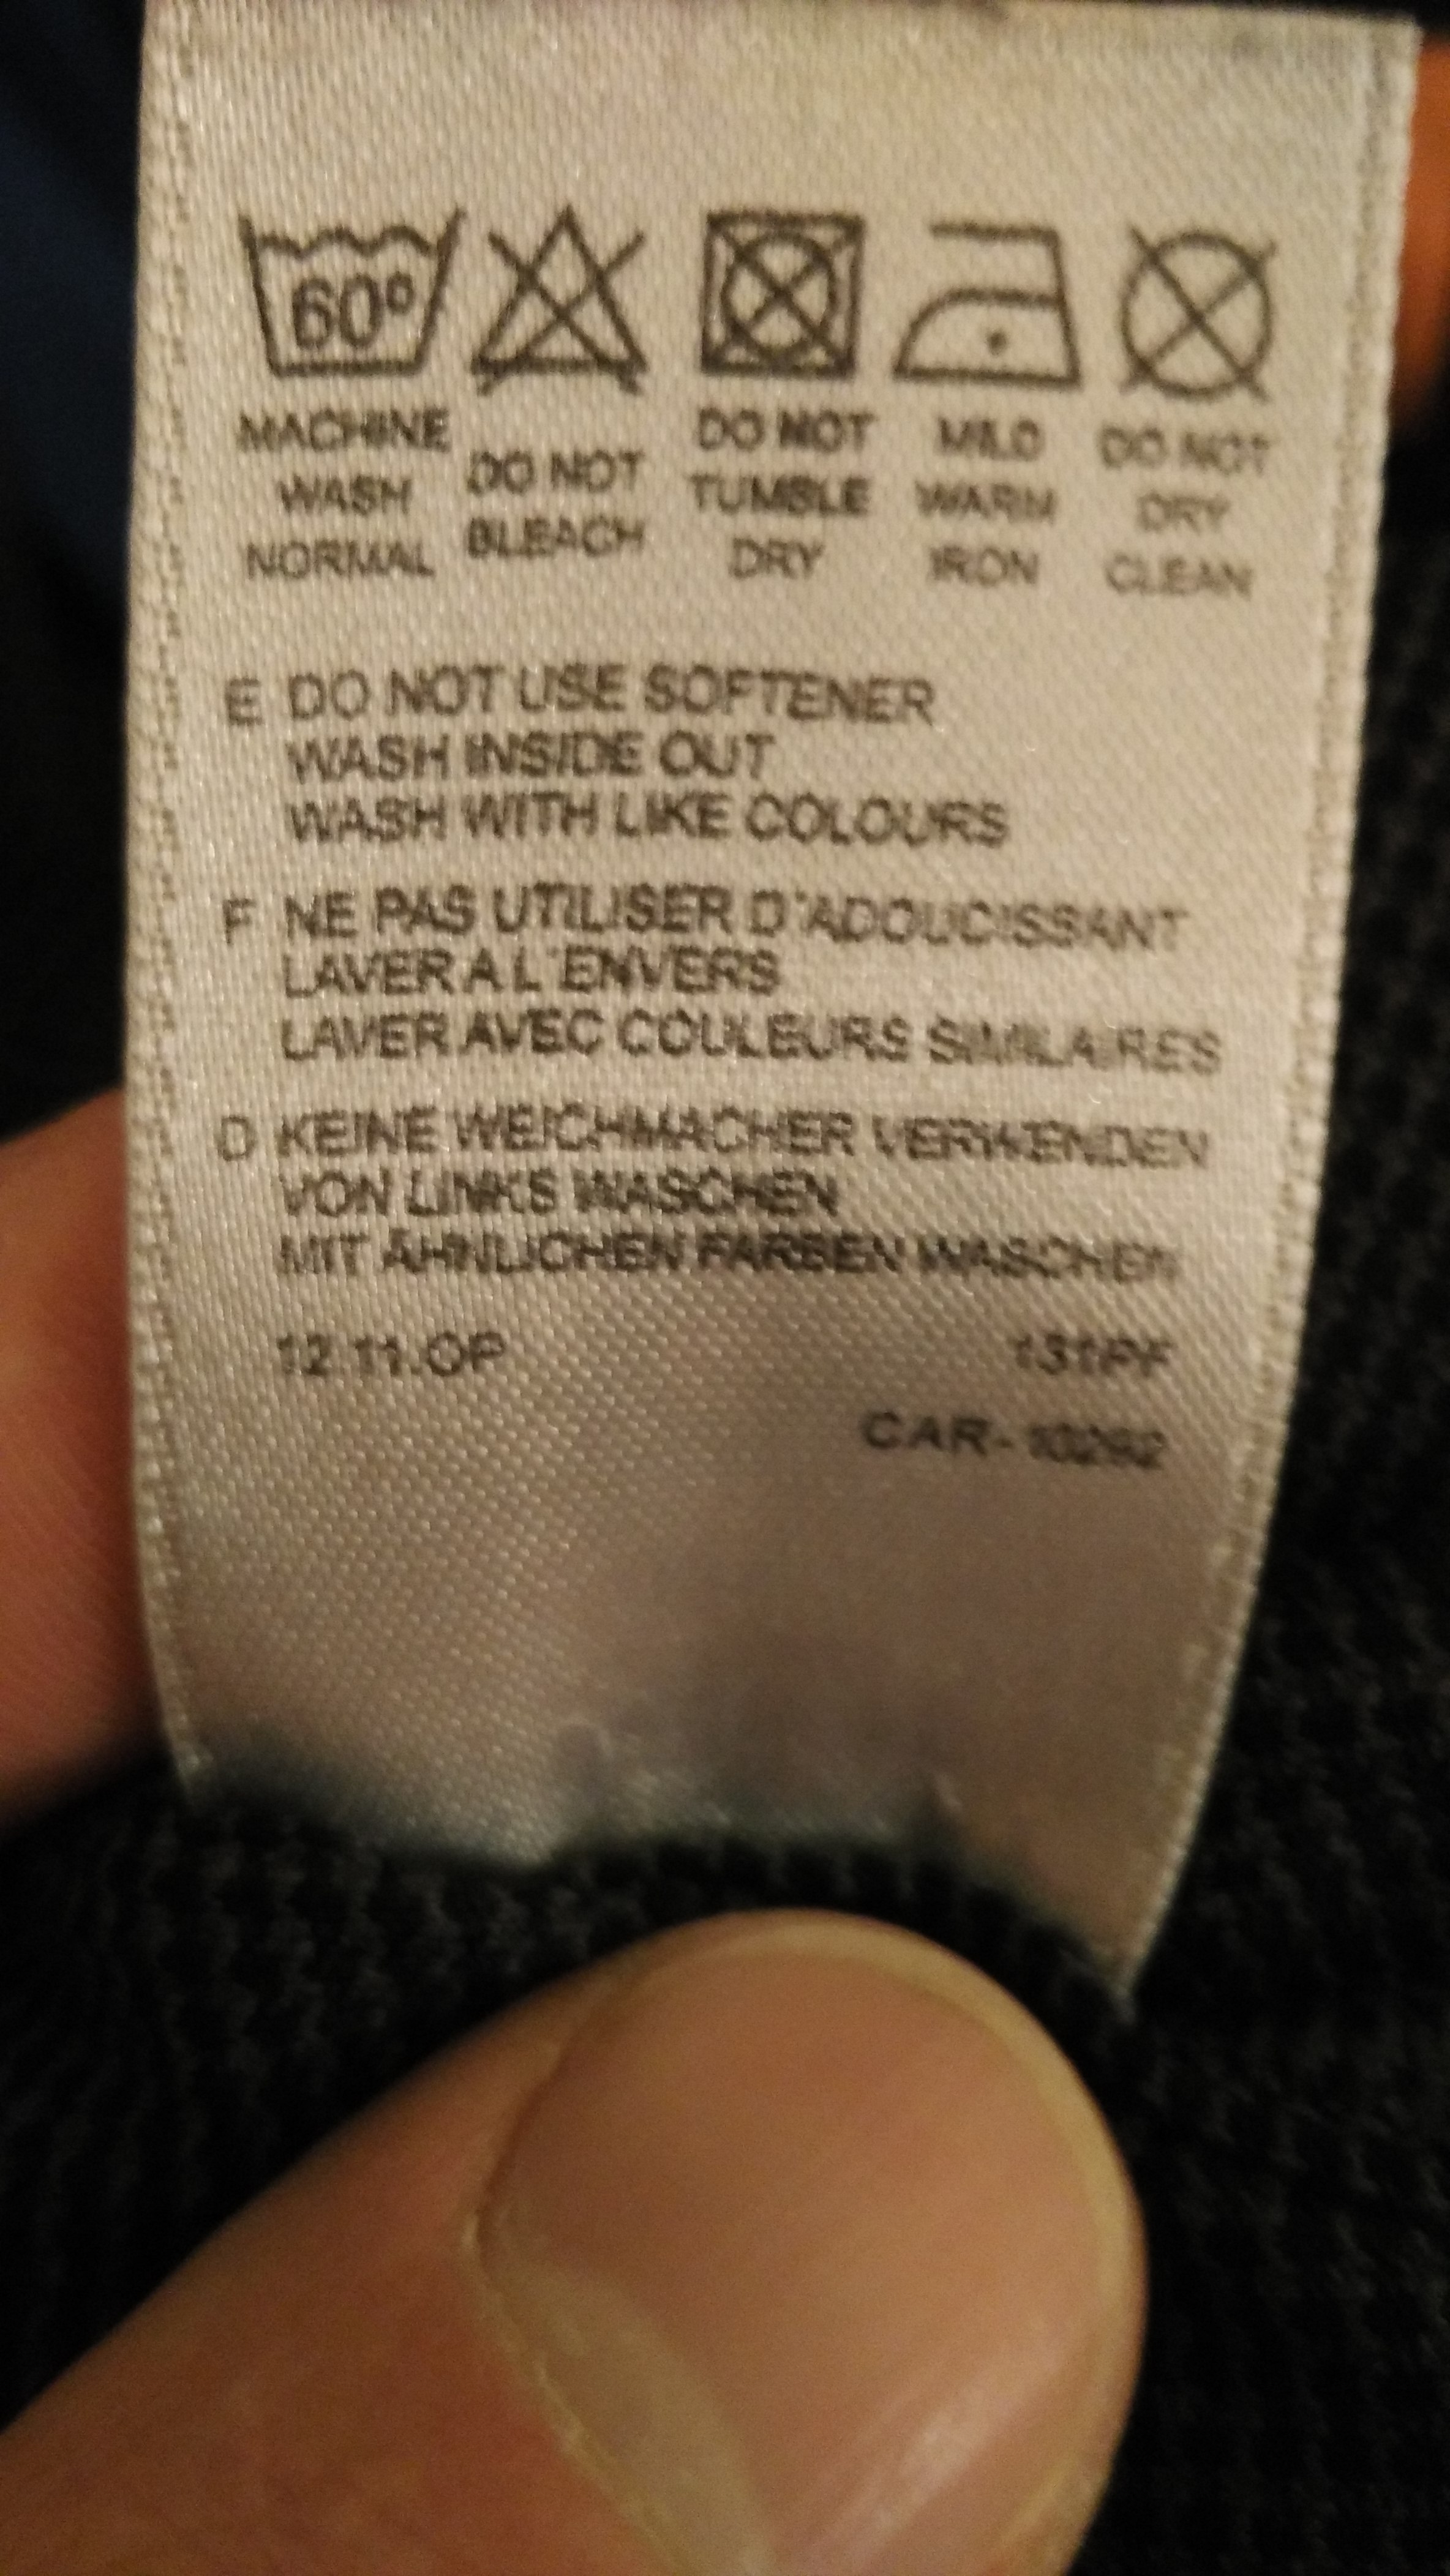 60°
MACHINE WASH NORMAL
DO NOT BLEACH
DO NOT TUMBLE DRY
MILD WARM IRON
DO NOT DRY CLEAN
E DO NOT USE SOFTENER
WASH INSIDE OUT
WASH WITH LIKE COLOURS
F NE PAS UTILISER D'ADOUCISSANT
LAVER A L'ENVERS
LAVER AVEC COULEURS SIMILAIRES
D KEINE WEICHMACHER VERWENDEN
VON LINKS WASCHEN
MIT ÄHNLICHEN FARBEN WASCHEN
12 11.OP 131PF